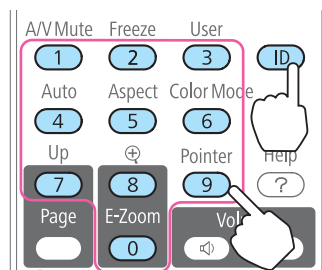 A/V Mute Freeze User
1 2 3 ID
Auto Aspect Color Mode
4 5 6
Up Pointer Help
7 8 9 ?
Page E-Zoom Vol
0